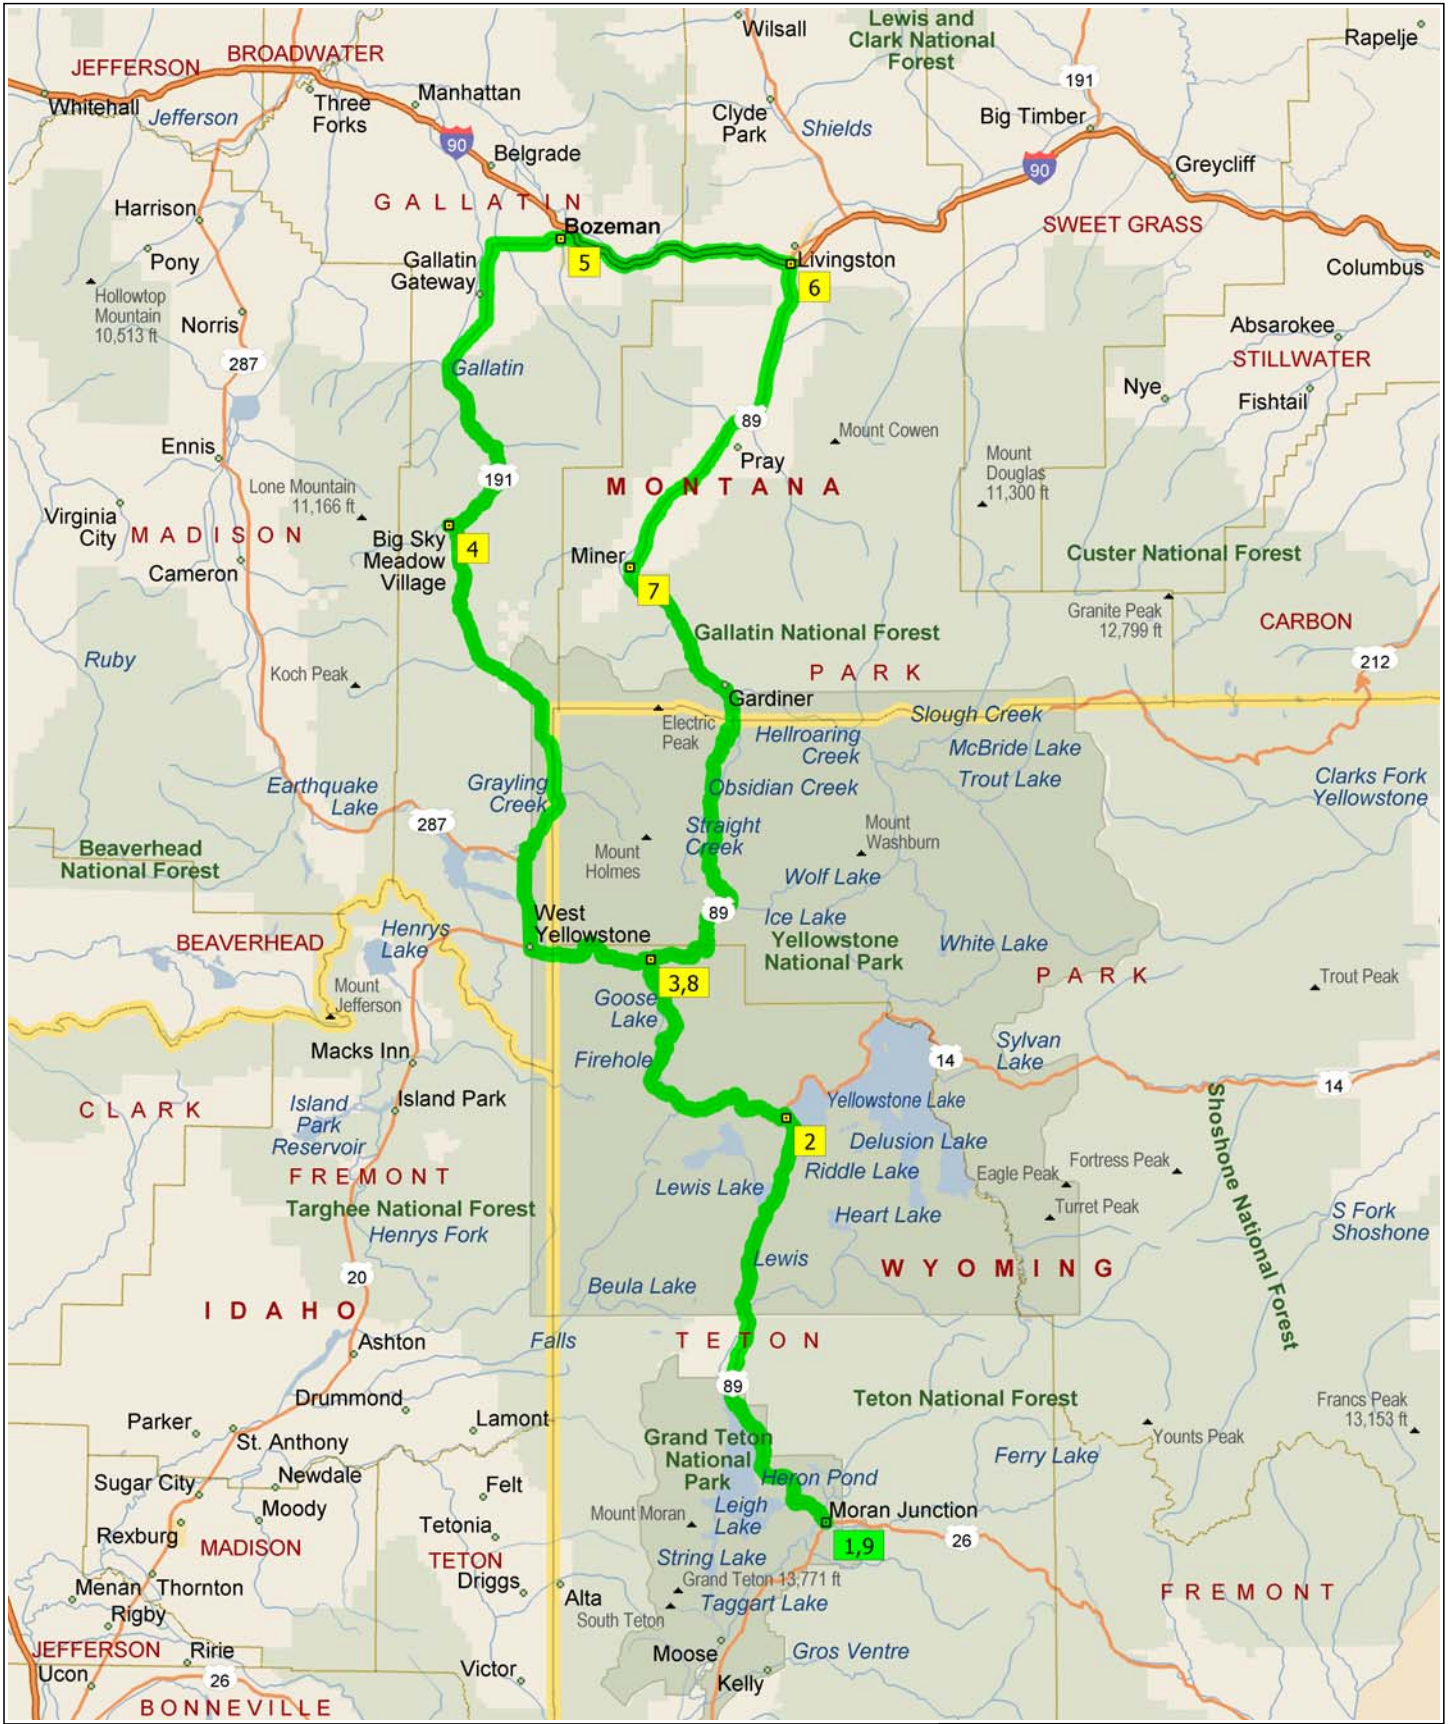 Wilsall
Lewis and
Clark National
Forest
Rapelje
BROADWATER
JEFFERSON
191
Whitehall
Jefferson
Three
Forks
Manhattan
Clyde
Park
Shields
Big Timber
90
Belgrade
90
Greycliff
GALLATIN
Harrison
Bozeman
SWEET GRASS
Pony
Gallatin
Gateway
5
Livingston
Columbus
6
Hollowtop
Mountain
10,513 ft
Norris
Absarokee
287
Gallatin
STILLWATER
Nye
Fishtail
89
Mount Cowen
Ennis
Pray
Mount
Douglas
11,300 ft
191
MONTANA
Lone Mountain
11,166 ft
Virginia
City
MADISON
Big Sky
Meadow
Village
4
Miner
Custer National Forest
Cameron
7
Granite Peak
12,799 ft
CARBON
Gallatin National Forest
Ruby
212
Koch Peak
PARK
Gardiner
Electric
Peak
Slough Creek
Hellroaring
Creek
McBride Lake
Trout Lake
Earthquake
Lake
Grayling
Creek
Obsidian Creek
Clarks Fork
Yellowstone
287
Straight
Creek
Mount
Washburn
Beaverhead
National Forest
Mount
Holmes
Wolf Lake
West
Yellowstone
89
Ice Lake
Henrys
Lake
BEAVERHEAD
Yellowstone
National Park
White Lake
PARK
Trout Peak
3,8
Mount
Jefferson
Goose
Lake
Macks Inn
Firehole
Sylvan
Lake
14
14
CLARK
Island Park
Island
Park
Reservoir
Yellowstone Lake
Shoshone National Forest
2
Delusion Lake
FREMONT
Riddle Lake
Eagle Peak
Fortress Peak
Lewis Lake
Targhee National Forest
Heart Lake
Turret Peak
S Fork
Shoshone
Henrys Fork
Lewis
WYOMING
20
Beula Lake
IDAHO
Ashton
Falls
TETON
89
Drummond
Teton National Forest
Francs Peak
13,153 ft
Parker
Lamont
St. Anthony
Grand Teton
National
Park
Younts Peak
Ferry Lake
Sugar City
Newdale
Felt
Heron Pond
Moody
Mount Moran
Leigh
Lake
Moran Junction
Rexburg
Tetonia
1,9
26
MADISON
TETON
String Lake
Driggs
Grand Teton 13,771 ft
Menan
Thornton
Alta
Taggart Lake
FREMONT
Rigby
South Teton
JEFFERSON
Ririe
Moose
Gros Ventre
Ucon
26
Victor
Kelly
BONNEVILLE